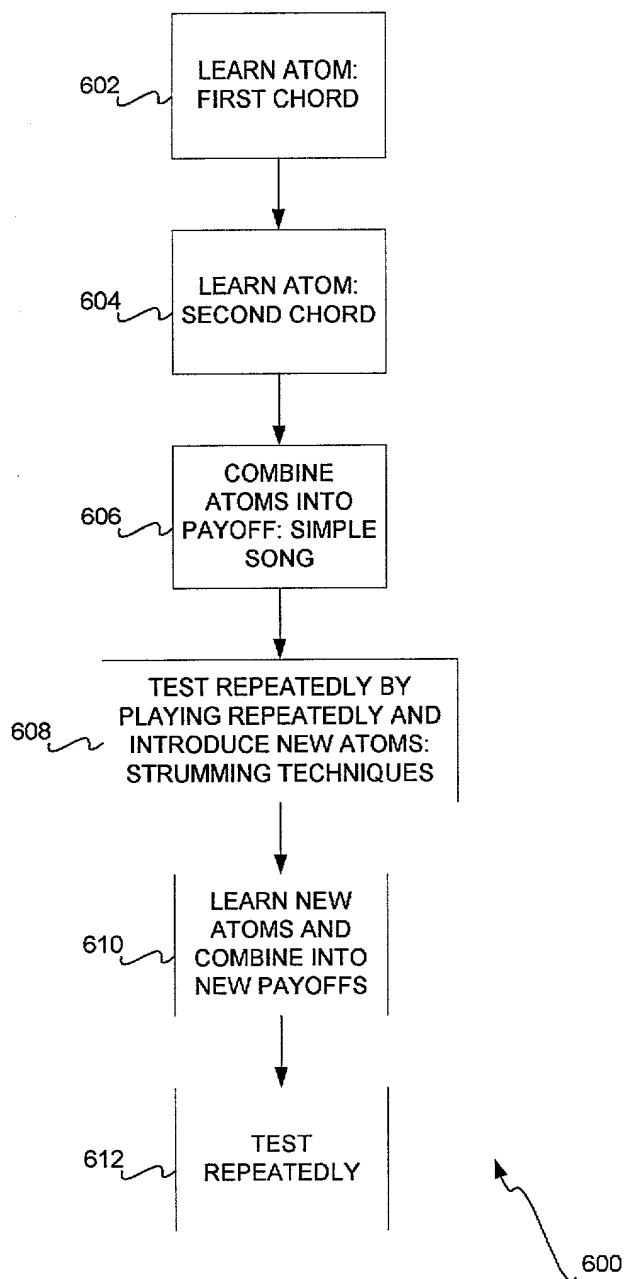 602
LEARN ATOM:
FIRST CHORD
604
LEARN ATOM:
SECOND CHORD
606
COMBINE
ATOMS INTO
PAYOFF: SIMPLE
SONG
608
TEST REPEATEDLY BY
PLAYING REPEATEDLY AND
INTRODUCE NEW ATOMS:
STRUMMING TECHNIQUES
610
LEARN NEW
ATOMS AND
COMBINE INTO
NEW PAYOFFS
612
TEST
REPEATEDLY
600